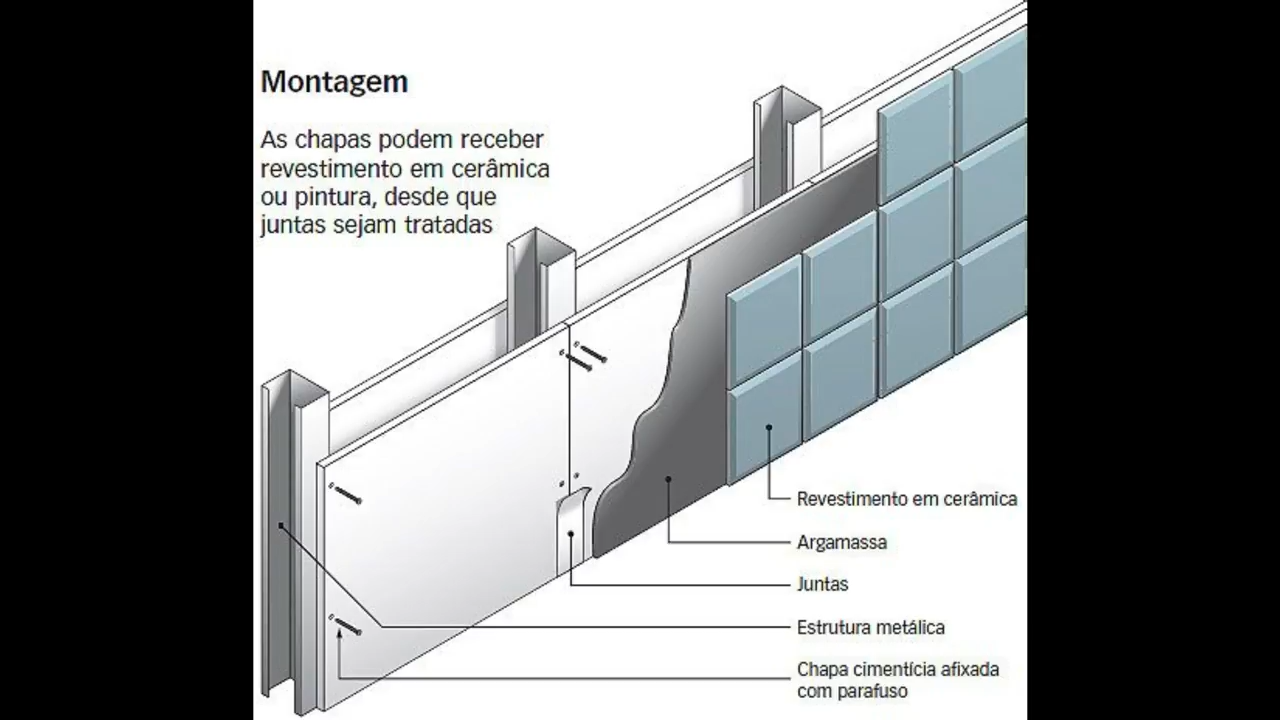 Montagem
As chapas podem receber
revestimento em cerâmica
ou pintura, desde que
juntas sejam tratadas
Revestimento em cerâmica
Argamassa
Juntas
Estrutura metálica
Chapa cimentícia afixada
com parafuso